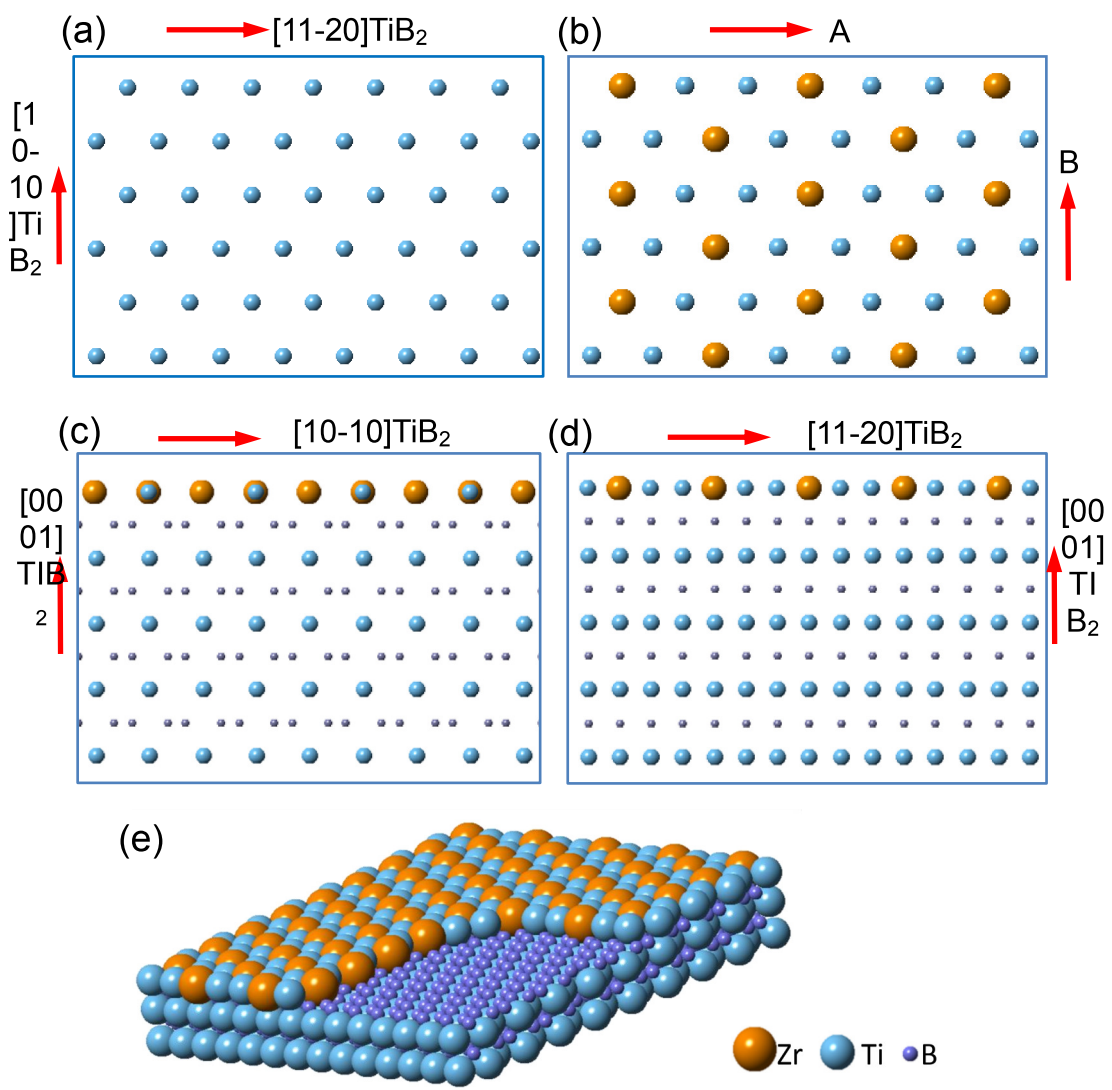 (a)
[11-20]TiB₂
[1
0-
10
]Ti
B₂
(b)
A
B
(c)
[10-10]TiB₂
[00
01]
TIB
2
(d)
[11-20]TiB₂
[00
01]
TI
B₂
(e)
Zr
Ti
B